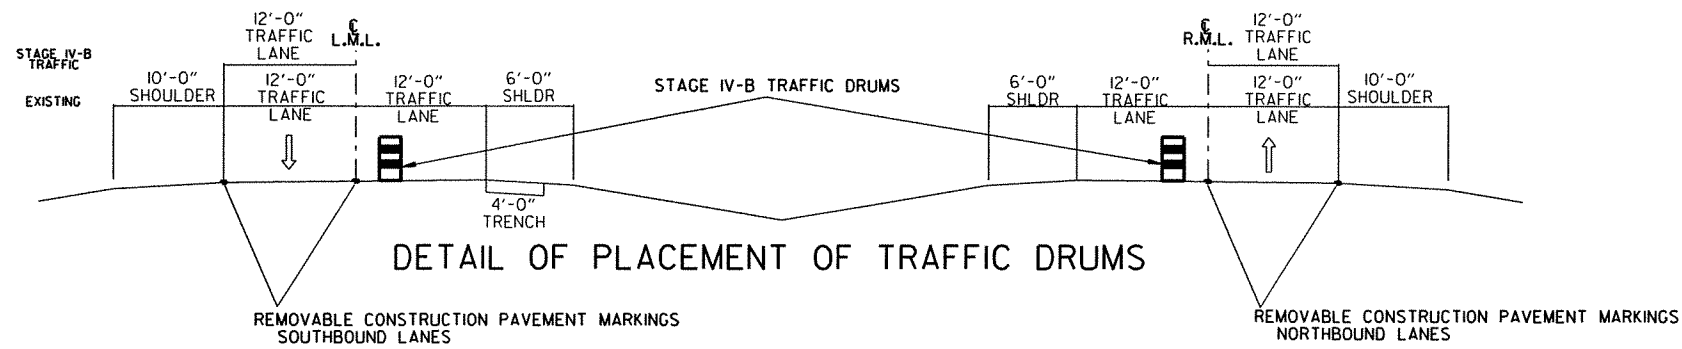 12'-0"
TRAFFIC
LANE
℄
L.M.L.
℄
R.M.L.
12'-0"
TRAFFIC
LANE
STAGE IV-B
TRAFFIC
EXISTING
10'-0"
SHOULDER
12'-0"
TRAFFIC
LANE
12'-0"
TRAFFIC
LANE
6'-0"
SHLDR
STAGE IV-B TRAFFIC DRUMS
6'-0"
SHLDR
12'-0"
TRAFFIC
LANE
12'-0"
TRAFFIC
LANE
10'-0"
SHOULDER
4'-0"
TRENCH
DETAIL OF PLACEMENT OF TRAFFIC DRUMS
REMOVABLE CONSTRUCTION PAVEMENT MARKINGS
SOUTHBOUND LANES
REMOVABLE CONSTRUCTION PAVEMENT MARKINGS
NORTHBOUND LANES